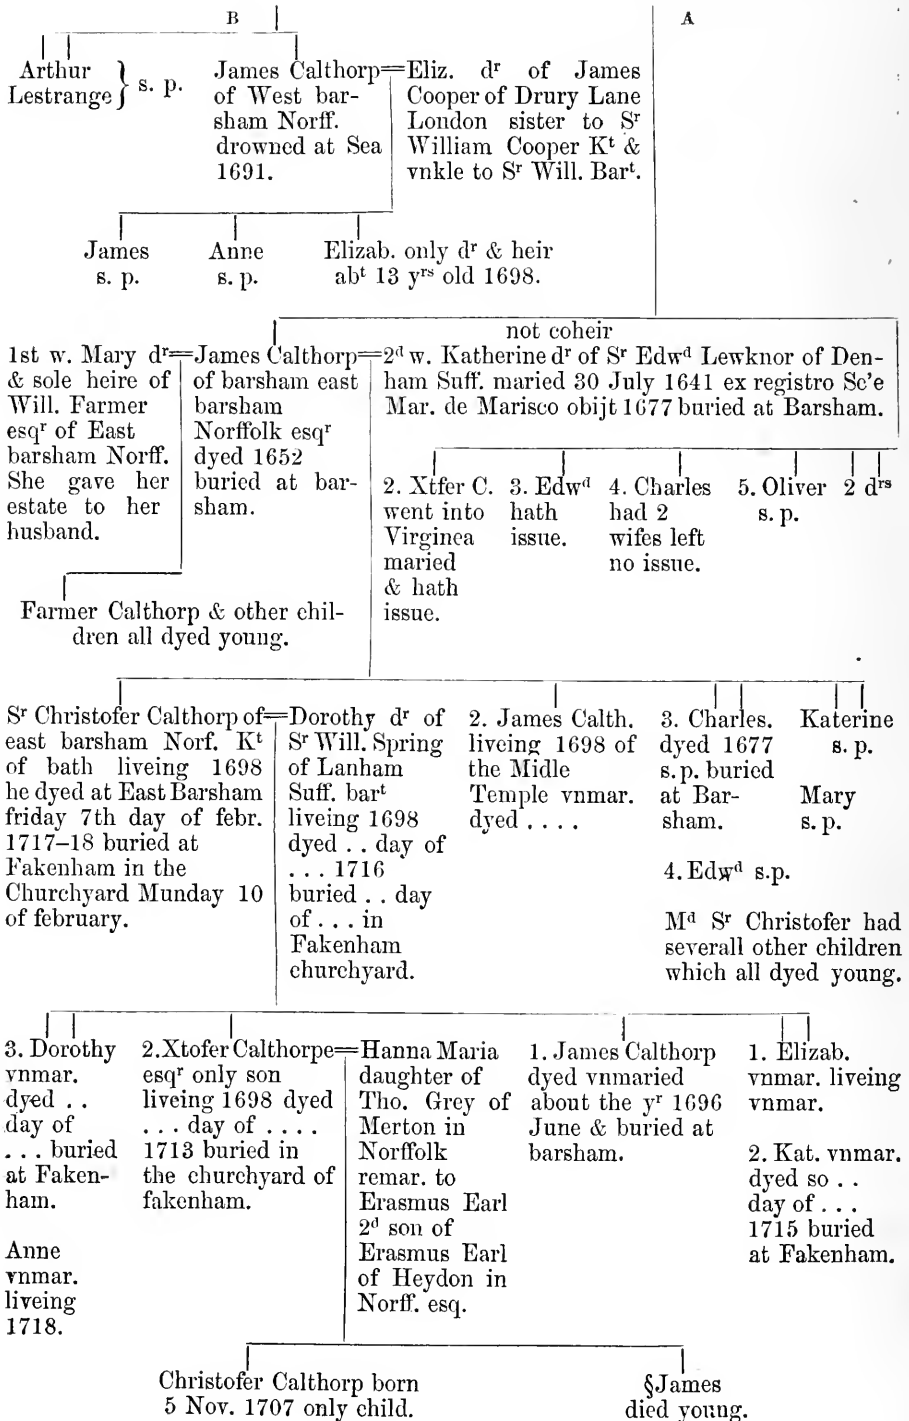 B
A
Arthur
Lestrange } s. p.
James Calthorp=
of West bar-
sham Norff.
drowned at Sea
1691.
Eliz. dr of James
Cooper of Drury Lane
London sister to Sr
William Cooper Kt &
vnkle to Sr Will. Bart.
James
s. p.
Anne
s. p.
Elizab. only dr & heir
abt 13 yrs old 1698.
not coheir
1st w. Mary dr=
& sole heire of
Will. Farmer
esqr of East
barsham Norff.
She gave her
estate to her
husband.
James Calthorp=
of barsham east
barsham
Norffolk esqr
dyed 1652
buried at bar-
sham.
2d w. Katherine dr of Sr Edwd Lewknor of Den-
ham Suff. maried 30 July 1641 ex registro Sc'e
Mar. de Marisco obijt 1677 buried at Barsham.
2. Xtfer C.
went into
Virginea
maried
& hath
issue.
3. Edwd
hath
issue.
4. Charles
had 2
wifes left
no issue.
5. Oliver
s. p.
2 drs
Farmer Calthorp & other chil-
dren all dyed young.
Sr Christofer Calthorp of=
east barsham Norf. Kt
of bath liveing 1698
he dyed at East Barsham
friday 7th day of febr.
1717–18 buried at
Fakenham in the
Churchyard Munday 10
of february.
Dorothy dr of
Sr Will. Spring
of Lanham
Suff. bart
liveing 1698
dyed . . day of
. . . 1716
buried . . day
of . . . in
Fakenham
churchyard.
2. James Calth.
liveing 1698 of
the Midle
Temple vnmar.
dyed . . . .
3. Charles.
dyed 1677
s. p. buried
at Bar-
sham.
4. Edwd s.p.
Katerine
s. p.
Mary
s. p.
Md Sr Christofer had
severall other children
which all dyed young.
3. Dorothy
vnmar.
dyed . .
day of
. . . buried
at Faken-
ham.
Anne
vnmar.
liveing
1718.
2. Xtofer Calthorpe=
esqr only son
liveing 1698 dyed
. . . day of . . . .
1713 buried in
the churchyard of
fakenham.
Hanna Maria
daughter of
Tho. Grey of
Merton in
Norffolk
remar. to
Erasmus Earl
2d son of
Erasmus Earl
of Heydon in
Norff. esq.
1. James Calthorp
dyed vnmaried
about the yr 1696
June & buried at
barsham.
1. Elizab.
vnmar. liveing
vnmar.
2. Kat. vnmar.
dyed so . .
day of . . .
1715 buried
at Fakenham.
Christofer Calthorp born
5 Nov. 1707 only child.
§James
died young.